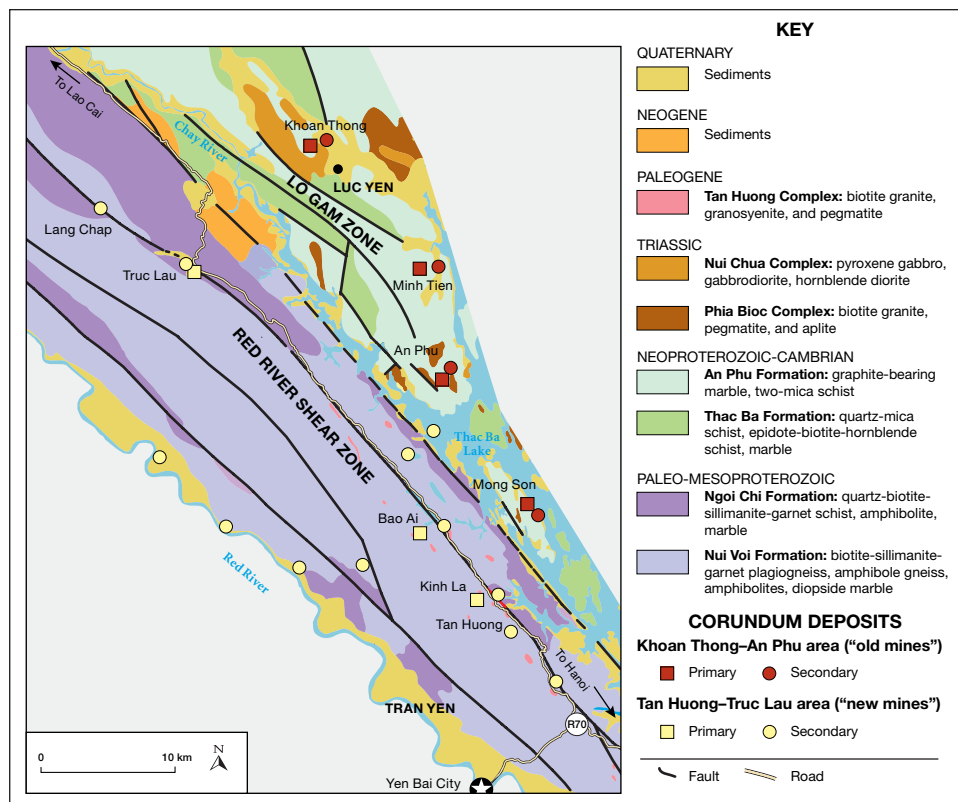 To Lao Cai
Chay River
Khoan Thong
LUC YEN
LO GAM ZONE
Lang Chap
Truc Lau
Minh Tien
RED RIVER SHEAR ZONE
An Phu
Thac Ba
Lake
Mong Son
Bao Ai
Red River
Kinh La
Tan Huong
To Hanoi
TRAN YEN
R70
Yen Bai City
0
10 km
N
KEY
QUATERNARY
Sediments
NEOGENE
Sediments
PALEOGENE
Tan Huong Complex: biotite granite,
granosyenite, and pegmatite
TRIASSIC
Nui Chua Complex: pyroxene gabbro,
gabbrodiorite, hornblende diorite
Phia Bioc Complex: biotite granite,
pegmatite, and aplite
NEOPROTEROZOIC-CAMBRIAN
An Phu Formation: graphite-bearing
marble, two-mica schist
Thac Ba Formation: quartz-mica
schist, epidote-biotite-hornblende
schist, marble
PALEO-MESOPROTEROZOIC
Ngoi Chi Formation: quartz-biotite-
sillimanite-garnet schist, amphibolite,
marble
Nui Voi Formation: biotite-sillimanite-
garnet plagiogneiss, amphibole gneiss,
amphibolites, diopside marble
CORUNDUM DEPOSITS
Khoan Thong–An Phu area (“old mines”)
Primary
Secondary
Tan Huong–Truc Lau area (“new mines”)
Primary
Secondary
Fault
Road